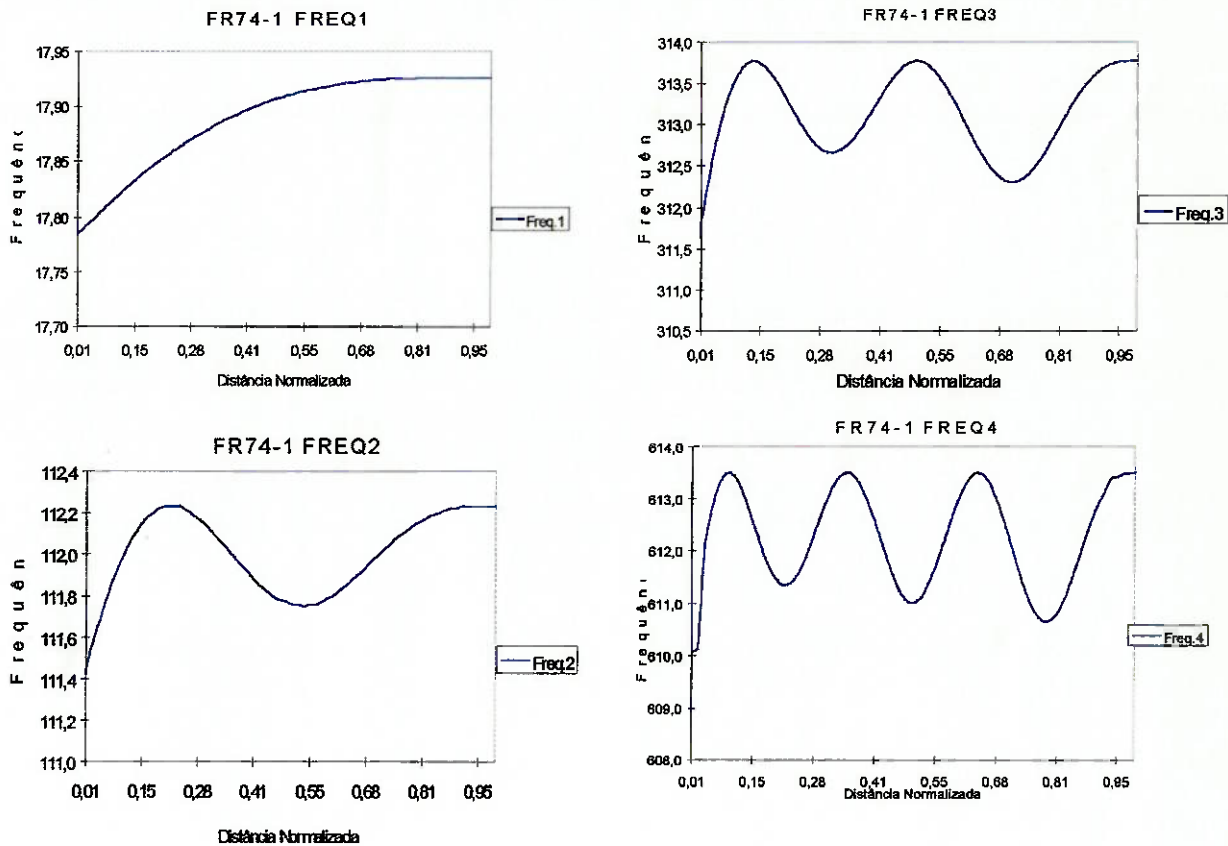 FR74-1 FREQ1
17,95
17,90
17,85
17,80
17,75
17,70
Frequênc
0,01 0,15 0,28 0,41 0,55 0,68 0,81 0,95
Distância Normalizada
Freq.1
FR74-1 FREQ3
314,0
313,5
313,0
312,5
312,0
311,5
311,0
310,5
Frequên
0,01 0,15 0,28 0,41 0,55 0,68 0,81 0,95
Distância Normalizada
Freq.3
FR74-1 FREQ2
112,4
112,2
112,0
111,8
111,6
111,4
111,2
111,0
Frequên
0,01 0,15 0,28 0,41 0,55 0,68 0,81 0,95
Distância Normalizada
Freq.2
FR74-1 FREQ4
614,0
613,0
612,0
611,0
610,0
609,0
608,0
Frequên
0,01 0,15 0,28 0,41 0,55 0,68 0,81 0,95
Distância Normalizada
Freq.4